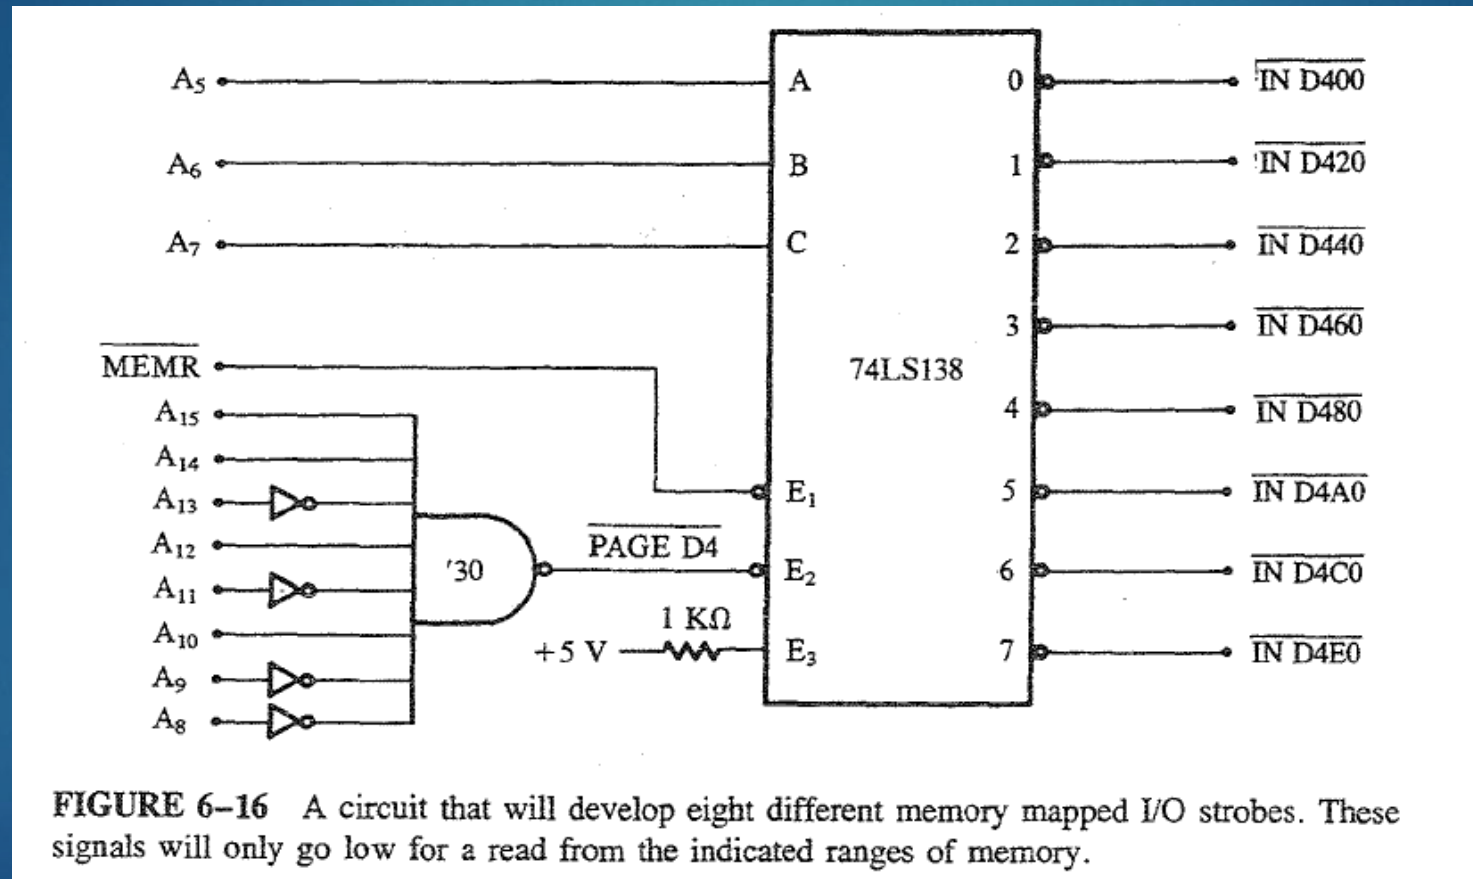 A5 A 0 IN D400
A6 B 1 IN D420
A7 C 2 IN D440
3 IN D460
MEMR 74LS138
A15 4 IN D480
A14
A13 E1 5 IN D4A0
A12 PAGE D4
A11 '30 E2 6 IN D4C0
A10 1 KΩ
+5 V E3 7 IN D4E0
A9
A8
FIGURE 6–16 A circuit that will develop eight different memory mapped I/O strobes. These
signals will only go low for a read from the indicated ranges of memory.